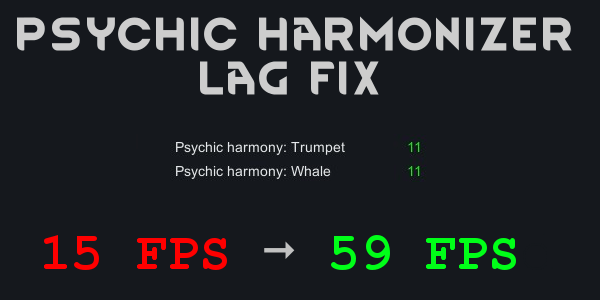 PSYCHIC HARMONIZER
LAG FIX
Psychic harmony: Trumpet 11
Psychic harmony: Whale 11
15 FPS → 59 FPS